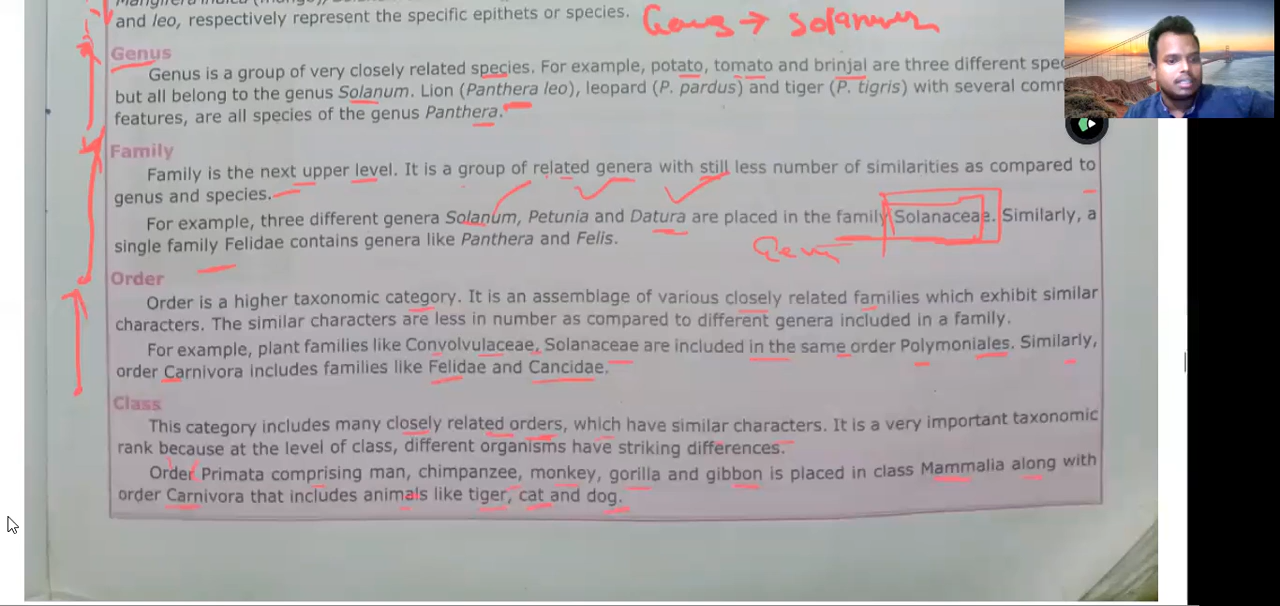 Mangifera indica (mango), S
and leo, respectively represent the specific epithets or species.
Genus → Solanum
Genus
Genus is a group of very closely related species. For example, potato, tomato and brinjal are three different spec
but all belong to the genus Solanum. Lion (Panthera leo), leopard (P. pardus) and tiger (P. tigris) with several comm
features, are all species of the genus Panthera.
Family
Family is the next upper level. It is a group of related genera with still less number of similarities as compared to
genus and species.
For example, three different genera Solanum, Petunia and Datura are placed in the family Solanaceae. Similarly, a
single family Felidae contains genera like Panthera and Felis.
Order
Order is a higher taxonomic category. It is an assemblage of various closely related families which exhibit similar
characters. The similar characters are less in number as compared to different genera included in a family.
For example, plant families like Convolvulaceae, Solanaceae are included in the same order Polymoniales. Similarly,
order Carnivora includes families like Felidae and Cancidae.
Class
This category includes many closely related orders, which have similar characters. It is a very important taxonomic
rank because at the level of class, different organisms have striking differences.
Order Primata comprising man, chimpanzee, monkey, gorilla and gibbon is placed in class Mammalia along with
order Carnivora that includes animals like tiger, cat and dog.